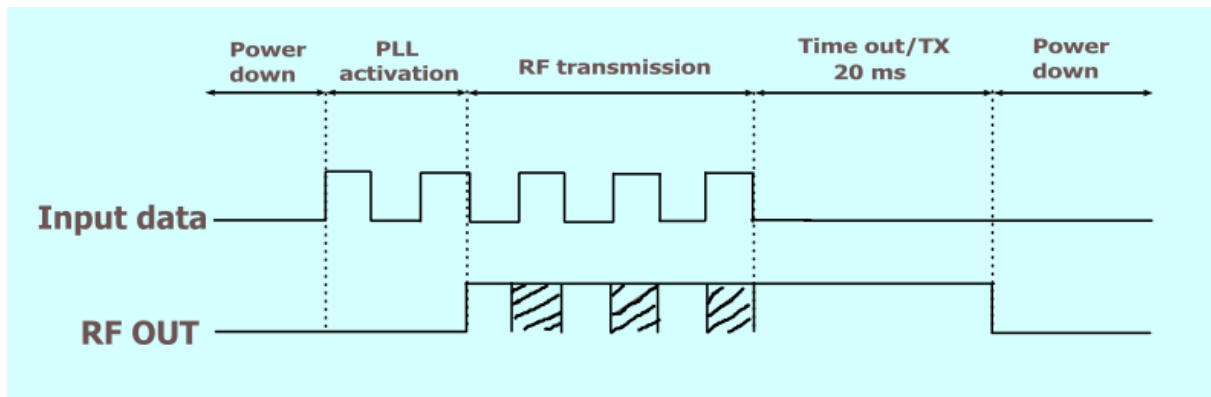 Power
down
PLL
activation
RF transmission
Time out/TX
20 ms
Power
down
Input data
RF OUT